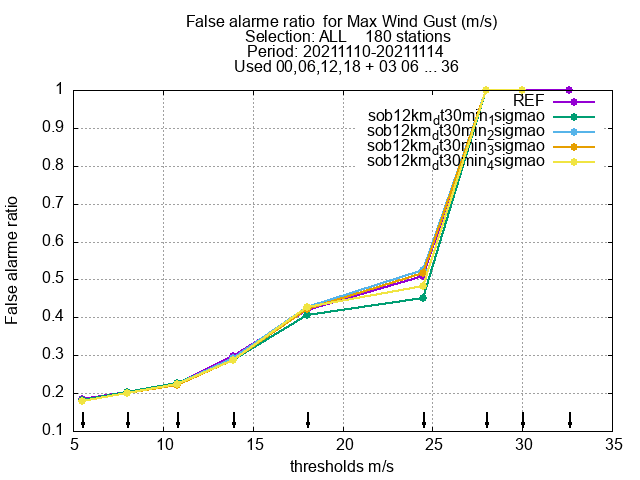 False alarme ratio  for Max Wind Gust (m/s)
Selection: ALL    180 stations
Period: 20211110-20211114
Used 00,06,12,18 + 03 06 ... 36
REF
sob12km_dt30min_1sigmao
sob12km_dt30min_2sigmao
sob12km_dt30min_3sigmao
sob12km_dt30min_4sigmao
False alarme ratio
1
0.9
0.8
0.7
0.6
0.5
0.4
0.3
0.2
0.1
5 10 15 20 25 30 35
thresholds m/s